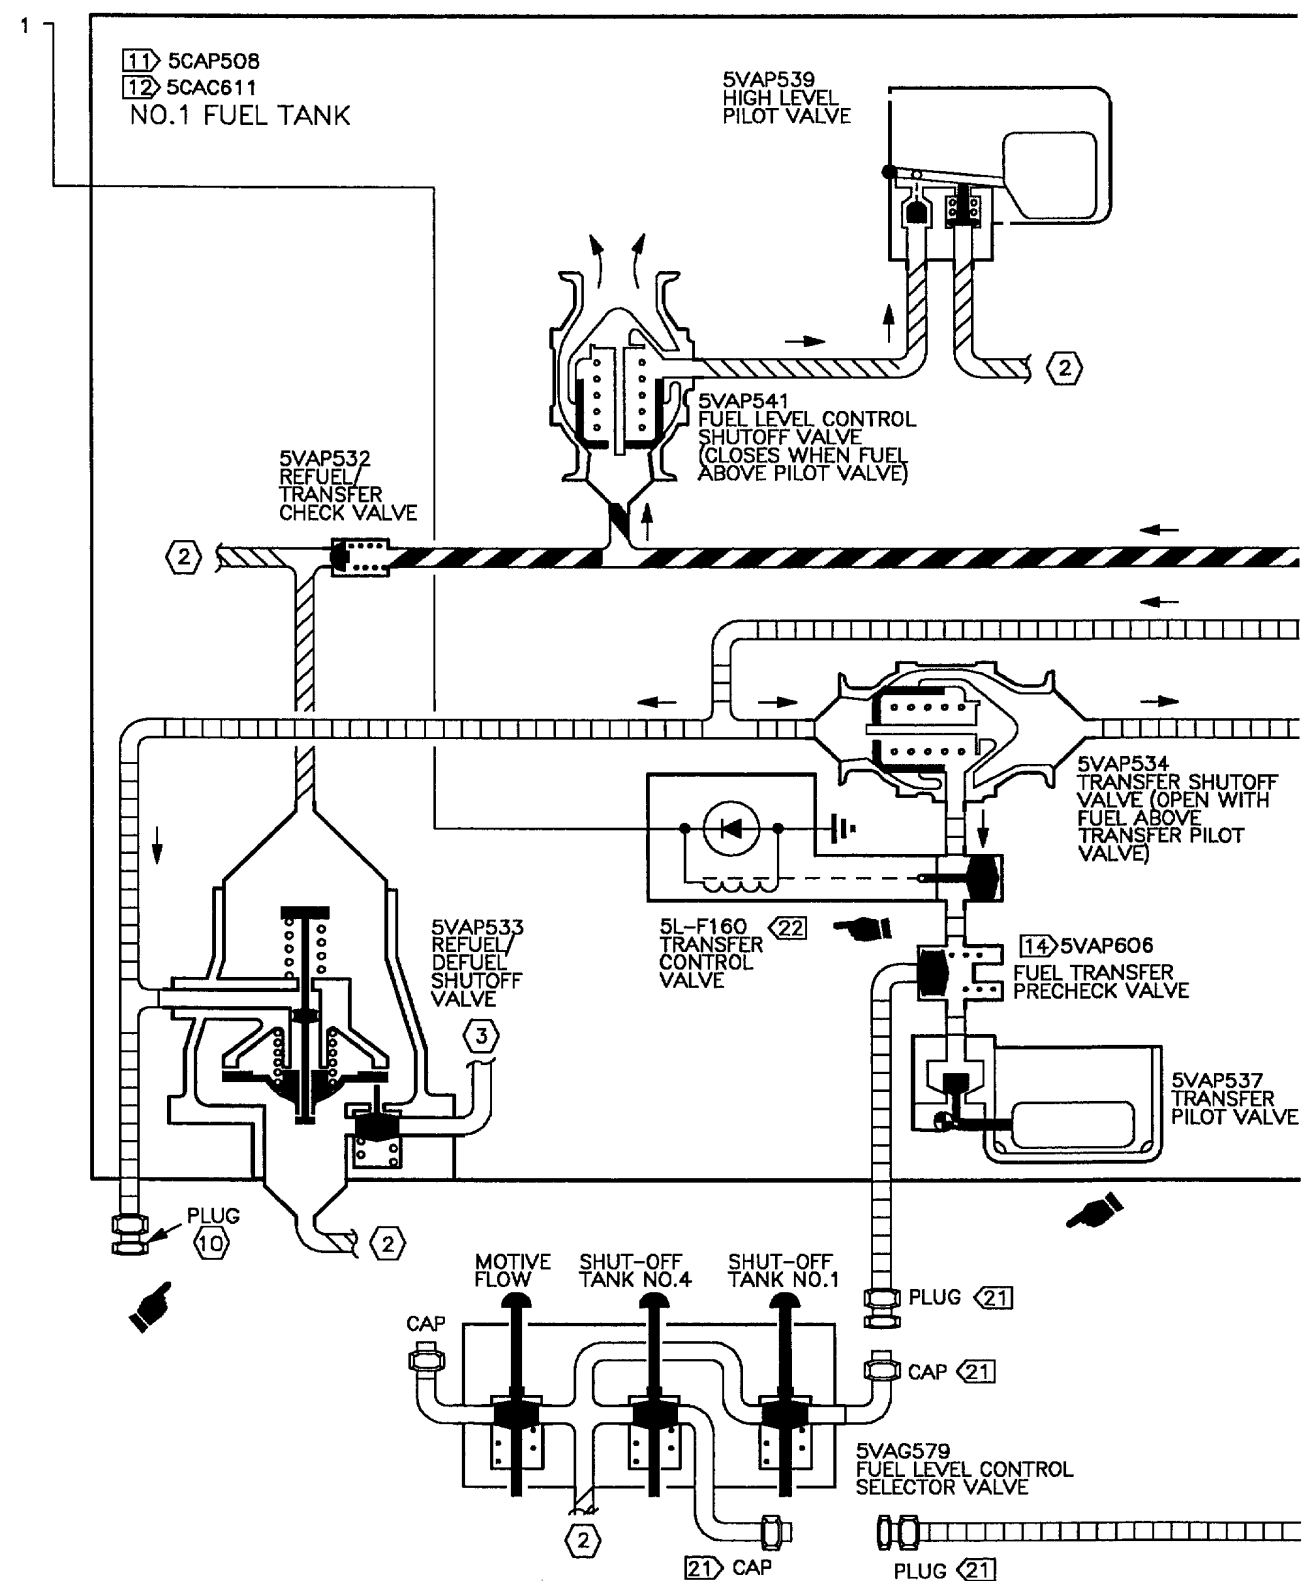 1
11 5CAP508
12 5CAC611
NO.1 FUEL TANK
5VAP539
HIGH LEVEL
PILOT VALVE
2
5VAP541
FUEL LEVEL CONTROL
SHUTOFF VALVE
(CLOSES WHEN FUEL
ABOVE PILOT VALVE)
5VAP532
REFUEL/
TRANSFER
CHECK VALVE
2
5VAP534
TRANSFER SHUTOFF
VALVE (OPEN WITH
FUEL ABOVE
TRANSFER PILOT
VALVE)
5VAP533
REFUEL/
DEFUEL
SHUTOFF
VALVE
3
5L-F160 22
TRANSFER
CONTROL
VALVE
14 5VAP606
FUEL TRANSFER
PRECHECK VALVE
5VAP537
TRANSFER
PILOT VALVE
PLUG
10
2
MOTIVE
FLOW
SHUT-OFF
TANK NO.4
SHUT-OFF
TANK NO.1
PLUG 21
CAP
CAP 21
5VAG579
FUEL LEVEL CONTROL
SELECTOR VALVE
2
21 CAP
PLUG 21